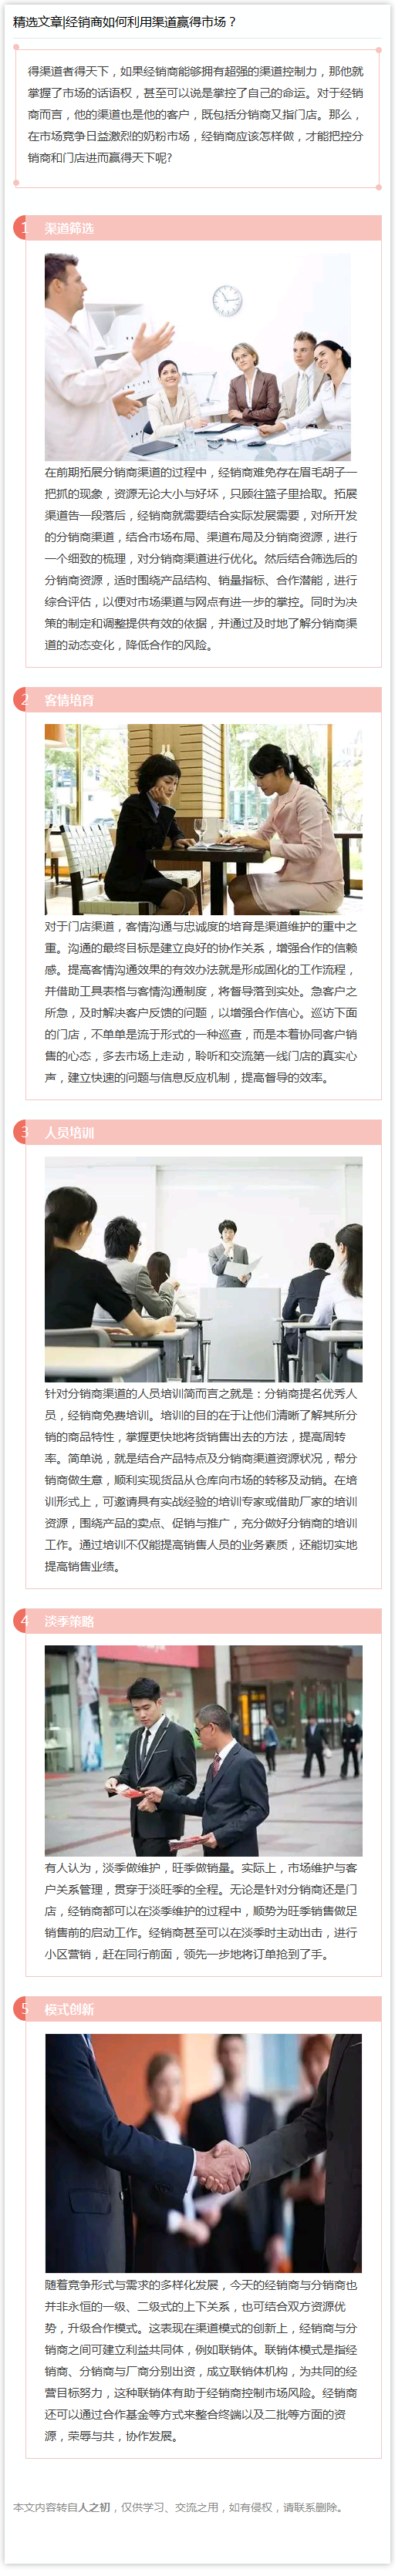 精选文章|经销商如何利用渠道赢得市场？
得渠道者得天下，如果经销商能够拥有超强的渠道控制力，那他就
掌握了市场的话语权，甚至可以说是掌控了自己的命运。对于经销
商而言，他的渠道也是他的客户，既包括分销商又指门店。那么，
在市场竞争日益激烈的奶粉市场，经销商应该怎样做，才能把控分
销商和门店进而赢得天下呢?
1 渠道筛选
在前期拓展分销商渠道的过程中，经销商难免存在眉毛胡子一
把抓的现象，资源无论大小与好坏，只顾往篮子里拾取。拓展
渠道告一段落后，经销商就需要结合实际发展需要，对所开发
的分销商渠道，结合市场布局、渠道布局及分销商资源，进行
一个细致的梳理，对分销商渠道进行优化。然后结合筛选后的
分销商资源，适时围绕产品结构、销量指标、合作潜能，进行
综合评估，以便对市场渠道与网点有进一步的掌控。同时为决
策的制定和调整提供有效的依据，并通过及时地了解分销商渠
道的动态变化，降低合作的风险。
2 客情培育
对于门店渠道，客情沟通与忠诚度的培育是渠道维护的重中之
重。沟通的最终目标是建立良好的协作关系，增强合作的信赖
感。提高客情沟通效果的有效办法就是形成固化的工作流程，
并借助工具表格与客情沟通制度，将督导落到实处。急客户之
所急，及时解决客户反馈的问题，以增强合作信心。巡访下面
的门店，不单单是流于形式的一种巡查，而是本着协同客户销
售的心态，多去市场上走动，聆听和交流第一线门店的真实心
声，建立快速的问题与信息反应机制，提高督导的效率。
3 人员培训
针对分销商渠道的人员培训简而言之就是：分销商提名优秀人
员，经销商免费培训。培训的目的在于让他们清晰了解其所分
销的商品特性，掌握更快地将货销售出去的方法，提高周转
率。简单说，就是结合产品特点及分销商渠道资源状况，帮分
销商做生意，顺利实现货品从仓库向市场的转移及动销。在培
训形式上，可邀请具有实战经验的培训专家或借助厂家的培训
资源，围绕产品的卖点、促销与推广，充分做好分销商的培训
工作。通过培训不仅能提高销售人员的业务素质，还能切实地
提高销售业绩。
4 淡季策略
有人认为，淡季做维护，旺季做销量。实际上，市场维护与客
户关系管理，贯穿于淡旺季的全程。无论是针对分销商还是门
店，经销商都可以在淡季维护的过程中，顺势为旺季销售做足
销售前的启动工作。经销商甚至可以在淡季时主动出击，进行
小区营销，赶在同行前面，领先一步地将订单抢到了手。
5 模式创新
随着竞争形式与需求的多样化发展，今天的经销商与分销商也
并非永恒的一级、二级式的上下关系，也可结合双方资源优
势，升级合作模式。这表现在渠道模式的创新上，经销商与分
销商之间可建立利益共同体，例如联销体。联销体模式是指经
销商、分销商与厂商分别出资，成立联销体机构，为共同的经
营目标努力，这种联销体有助于经销商控制市场风险。经销商
还可以通过合作基金等方式来整合终端以及二批等方面的资
源，荣辱与共，协作发展。
本文内容转自人之初，仅供学习、交流之用，如有侵权，请联系删除。